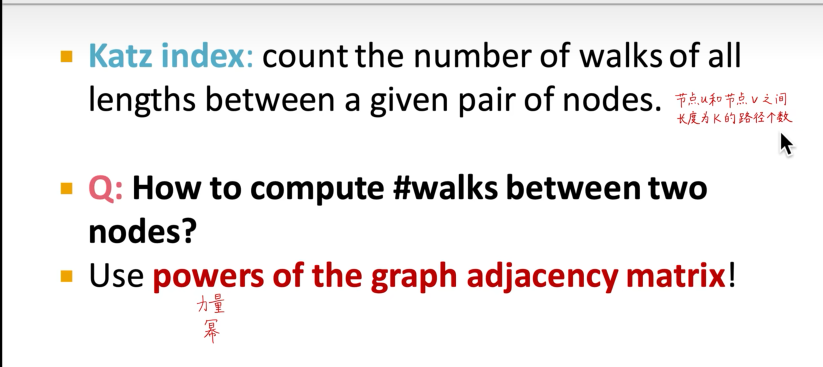 Katz index: count the number of walks of all
lengths between a given pair of nodes.
节点u和节点v之间
长度为K的路径个数
Q: How to compute #walks between two
nodes?
Use powers of the graph adjacency matrix!
力量
幂